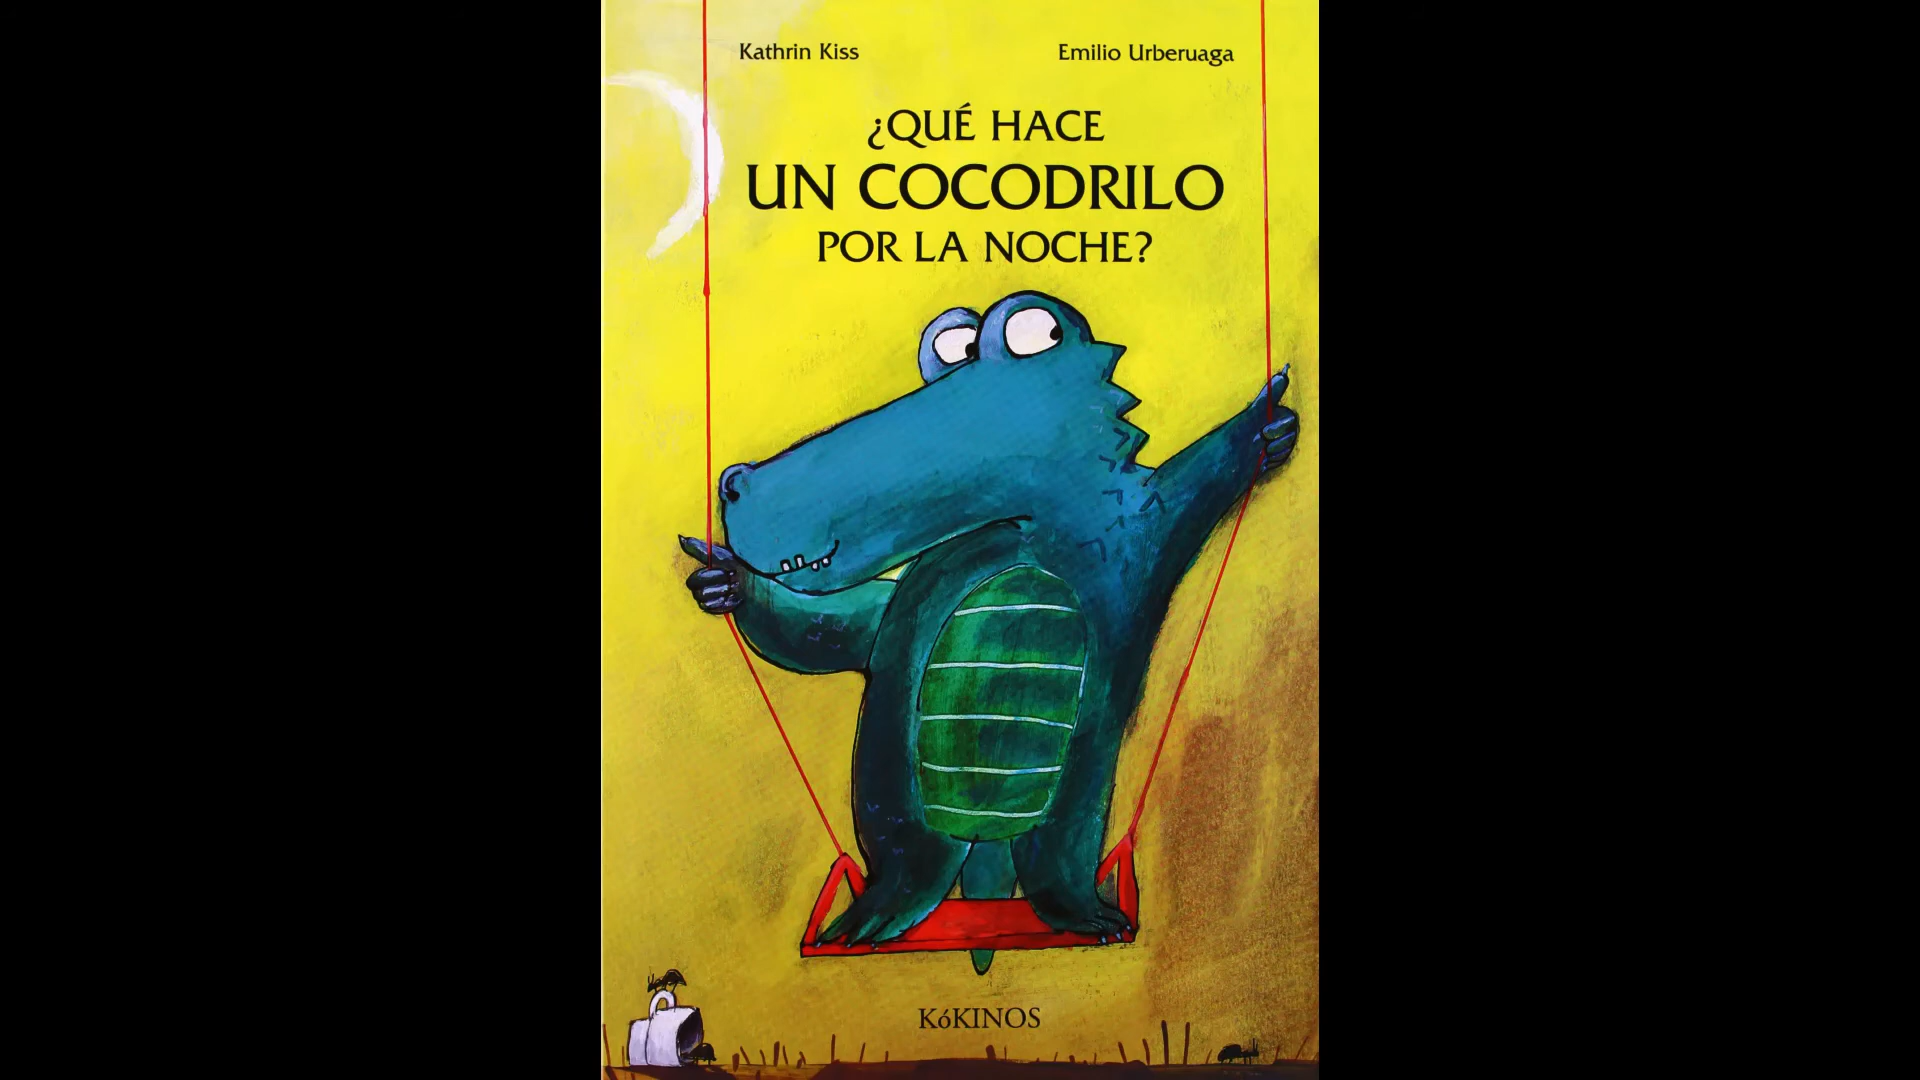 Kathrin Kiss
Emilio Urberuaga
¿QUÉ HACE
UN COCODRILO
POR LA NOCHE?
KóKINOS